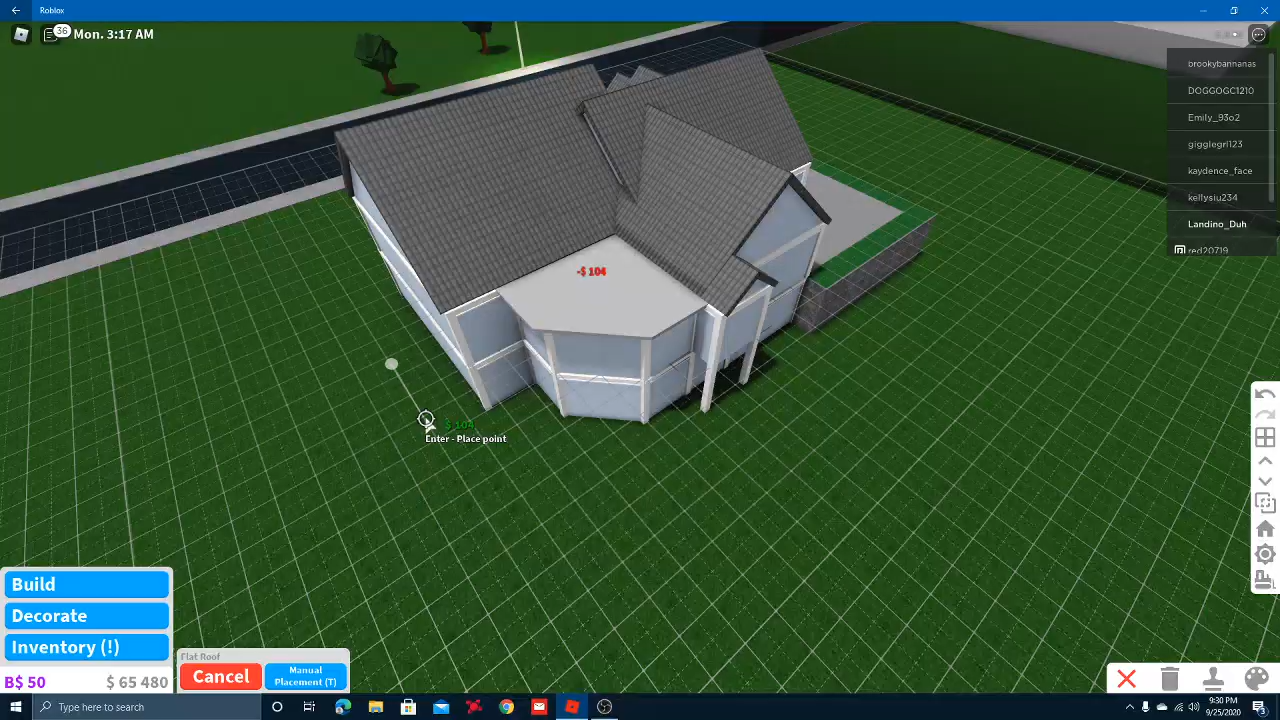 Roblox
36
Mon. 3:17 AM
brookybannanas
DOGGOGC1210
Emily_93o2
gigglegrl123
kaydence_face
kellysiu234
Landino_Duh
red20719
-$ 104
$ 104
Enter - Place point
Build
Decorate
Inventory (!)
B$ 50
$ 65 480
Flat Roof
Cancel
Manual
Placement (T)
Type here to search
9:30 PM
9/25/2020
3